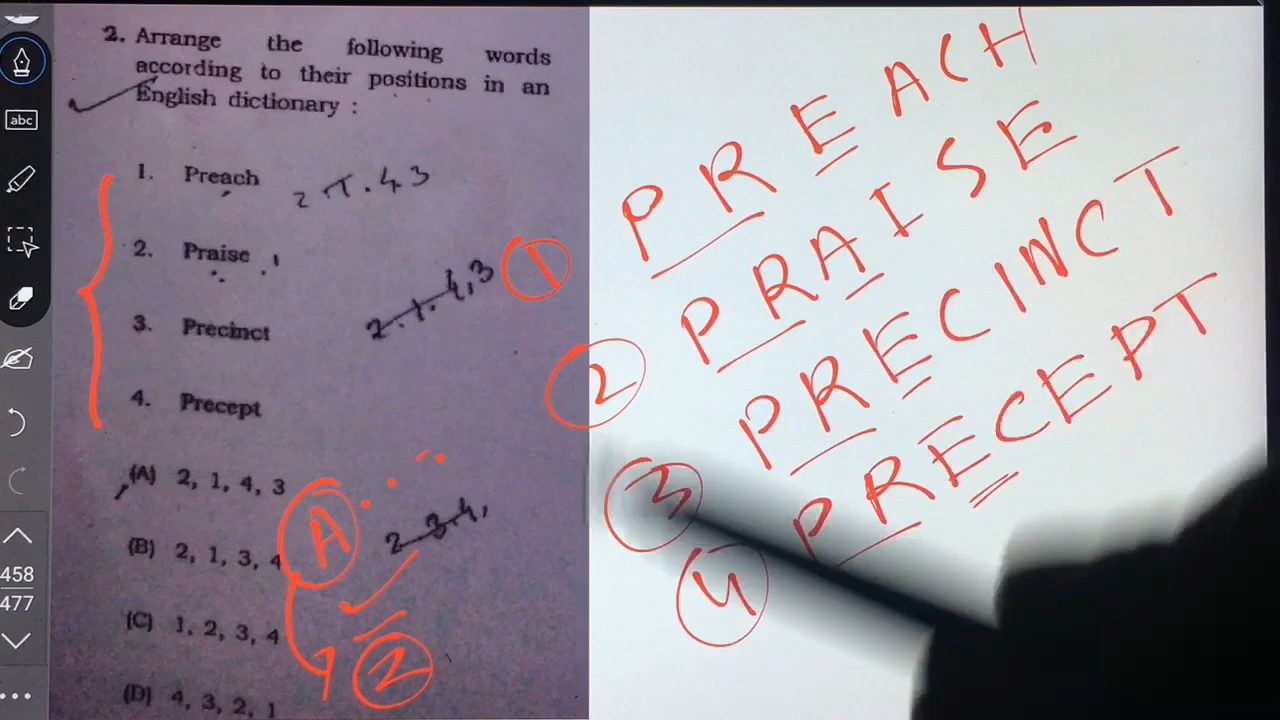 2. Arrange the following words
according to their positions in an
English dictionary :
1. Preach
2 1 . 4 3
2. Praise
3. Precinct
2 . 1 . 4 , 3
4. Precept
(A) 2, 1, 4, 3
(B) 2, 1, 3, 4
(C) 1, 2, 3, 4
(D) 4, 3, 2, 1
A
2 3 4,
2
1 PREACH
2 PRAISE
3 PRECINCT
4 PRECEPT
abc
458
477